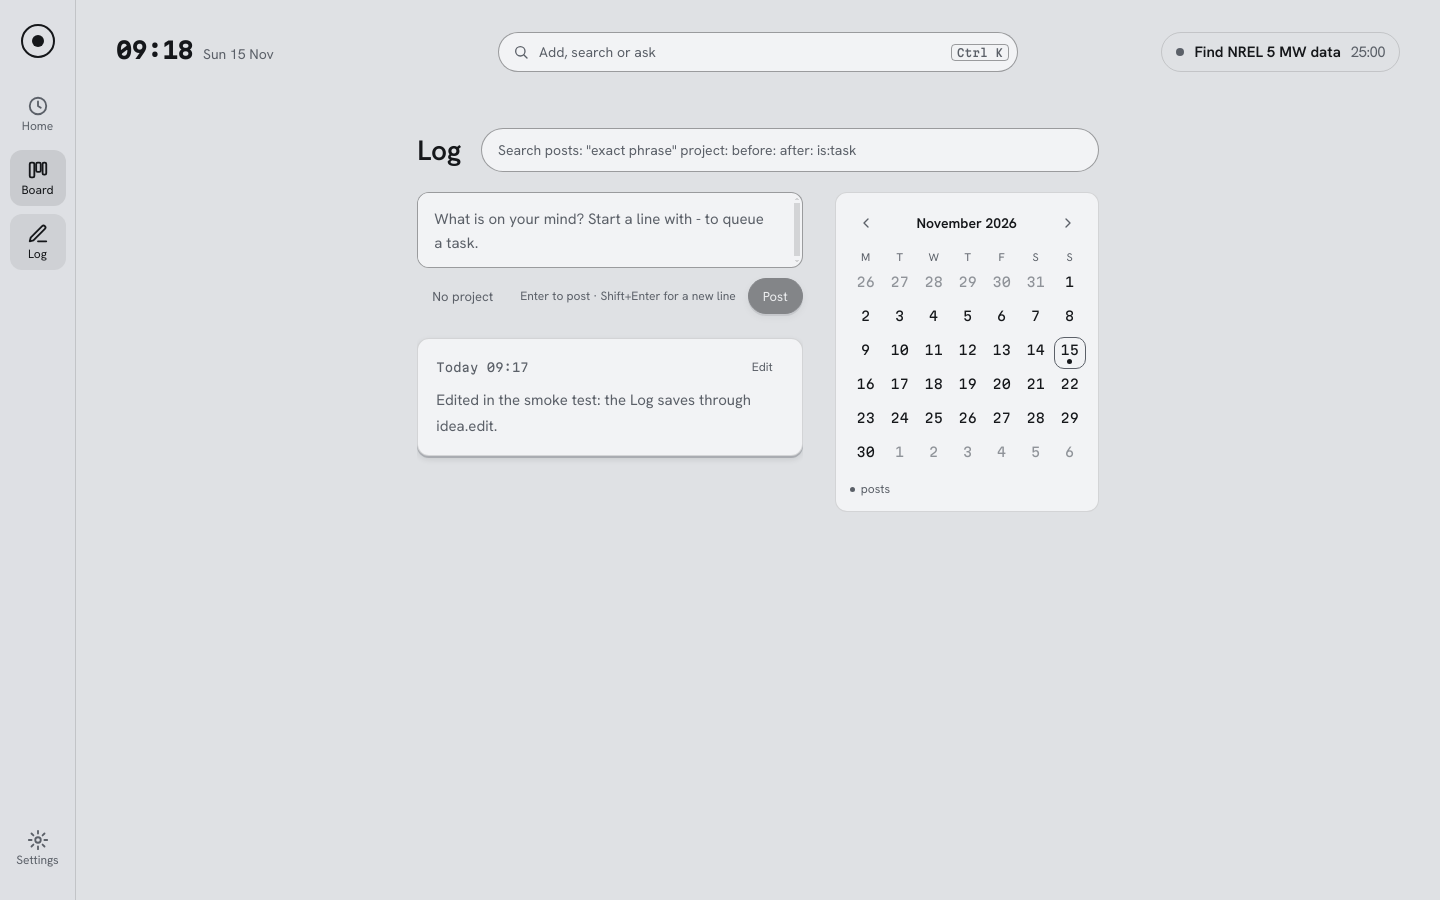 09:18 Sun 15 Nov
Add, search or ask
Ctrl K
Find NREL 5 MW data 25:00
Home
Board
Log
Settings
Log
Search posts: "exact phrase" project: before: after: is:task
What is on your mind? Start a line with - to queue
a task.
No project
Enter to post · Shift+Enter for a new line
Post
Today 09:17
Edit
Edited in the smoke test: the Log saves through
idea.edit.
November 2026
M T W T F S S
26 27 28 29 30 31 1
2 3 4 5 6 7 8
9 10 11 12 13 14 15
16 17 18 19 20 21 22
23 24 25 26 27 28 29
30 1 2 3 4 5 6
posts